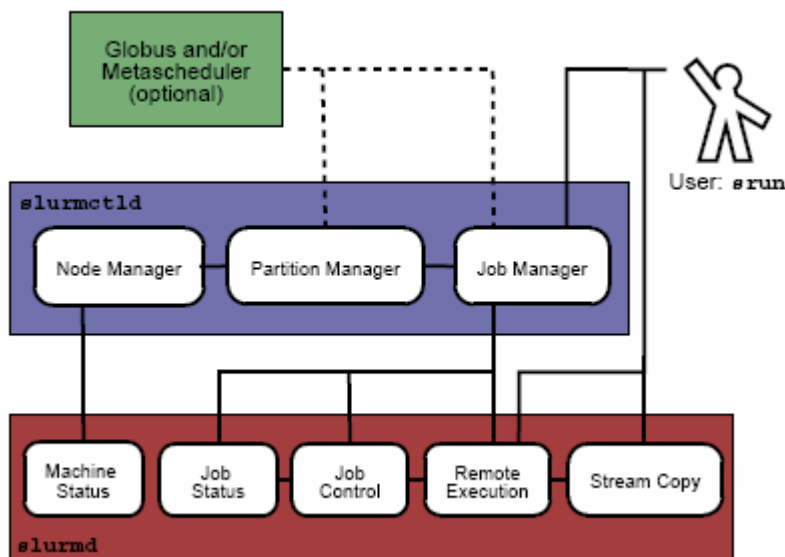 Globus and/or
Metascheduler
(optional)
User: srun
slurmctld
Node Manager
Partition Manager
Job Manager
Machine
Status
Job
Status
Job
Control
Remote
Execution
Stream Copy
slurmd